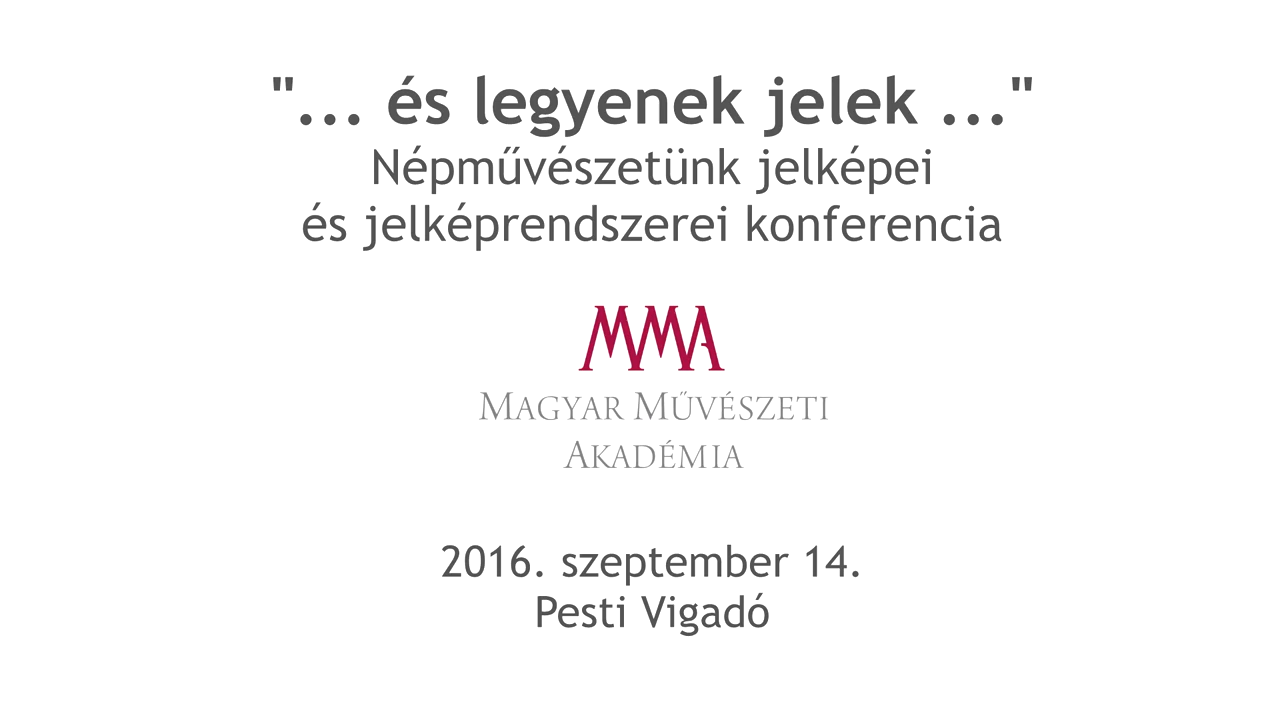 "... és legyenek jelek ..."
Népművészetünk jelképei
és jelképrendszerei konferencia
MMA
MAGYAR MŰVÉSZETI
AKADÉMIA
2016. szeptember 14.
Pesti Vigadó